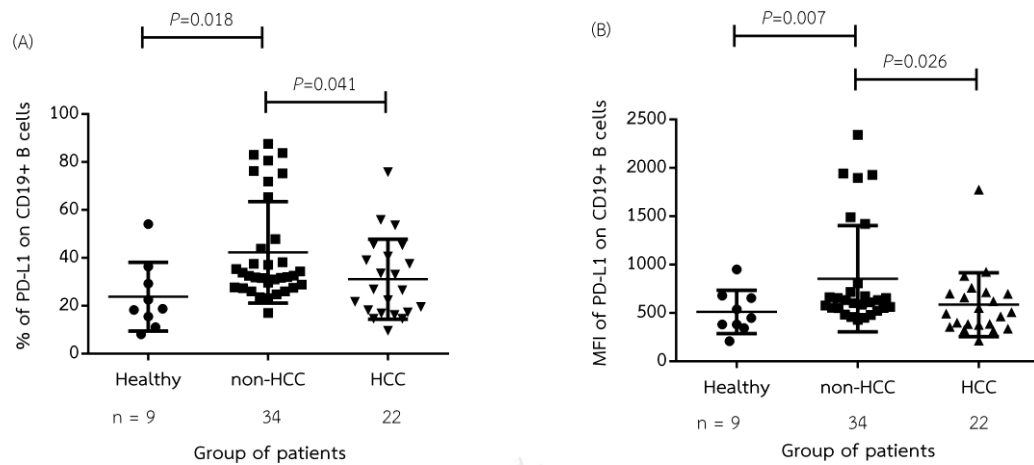 (A)
P=0.018
P=0.041
% of PD-L1 on CD19+ B cells
100
80
60
40
20
0
Healthy non-HCC HCC
n = 9 34 22
Group of patients
(B)
P=0.007
P=0.026
MFI of PD-L1 on CD19+ B cells
2500
2000
1500
1000
500
0
Healthy non-HCC HCC
n = 9 34 22
Group of patients